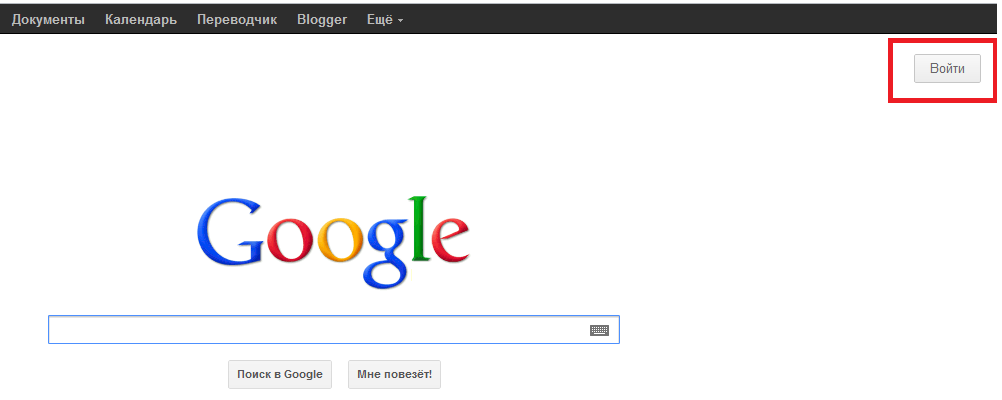 Документы Календарь Переводчик Blogger Ещё
Войти
Google
Поиск в Google Мне повезёт!